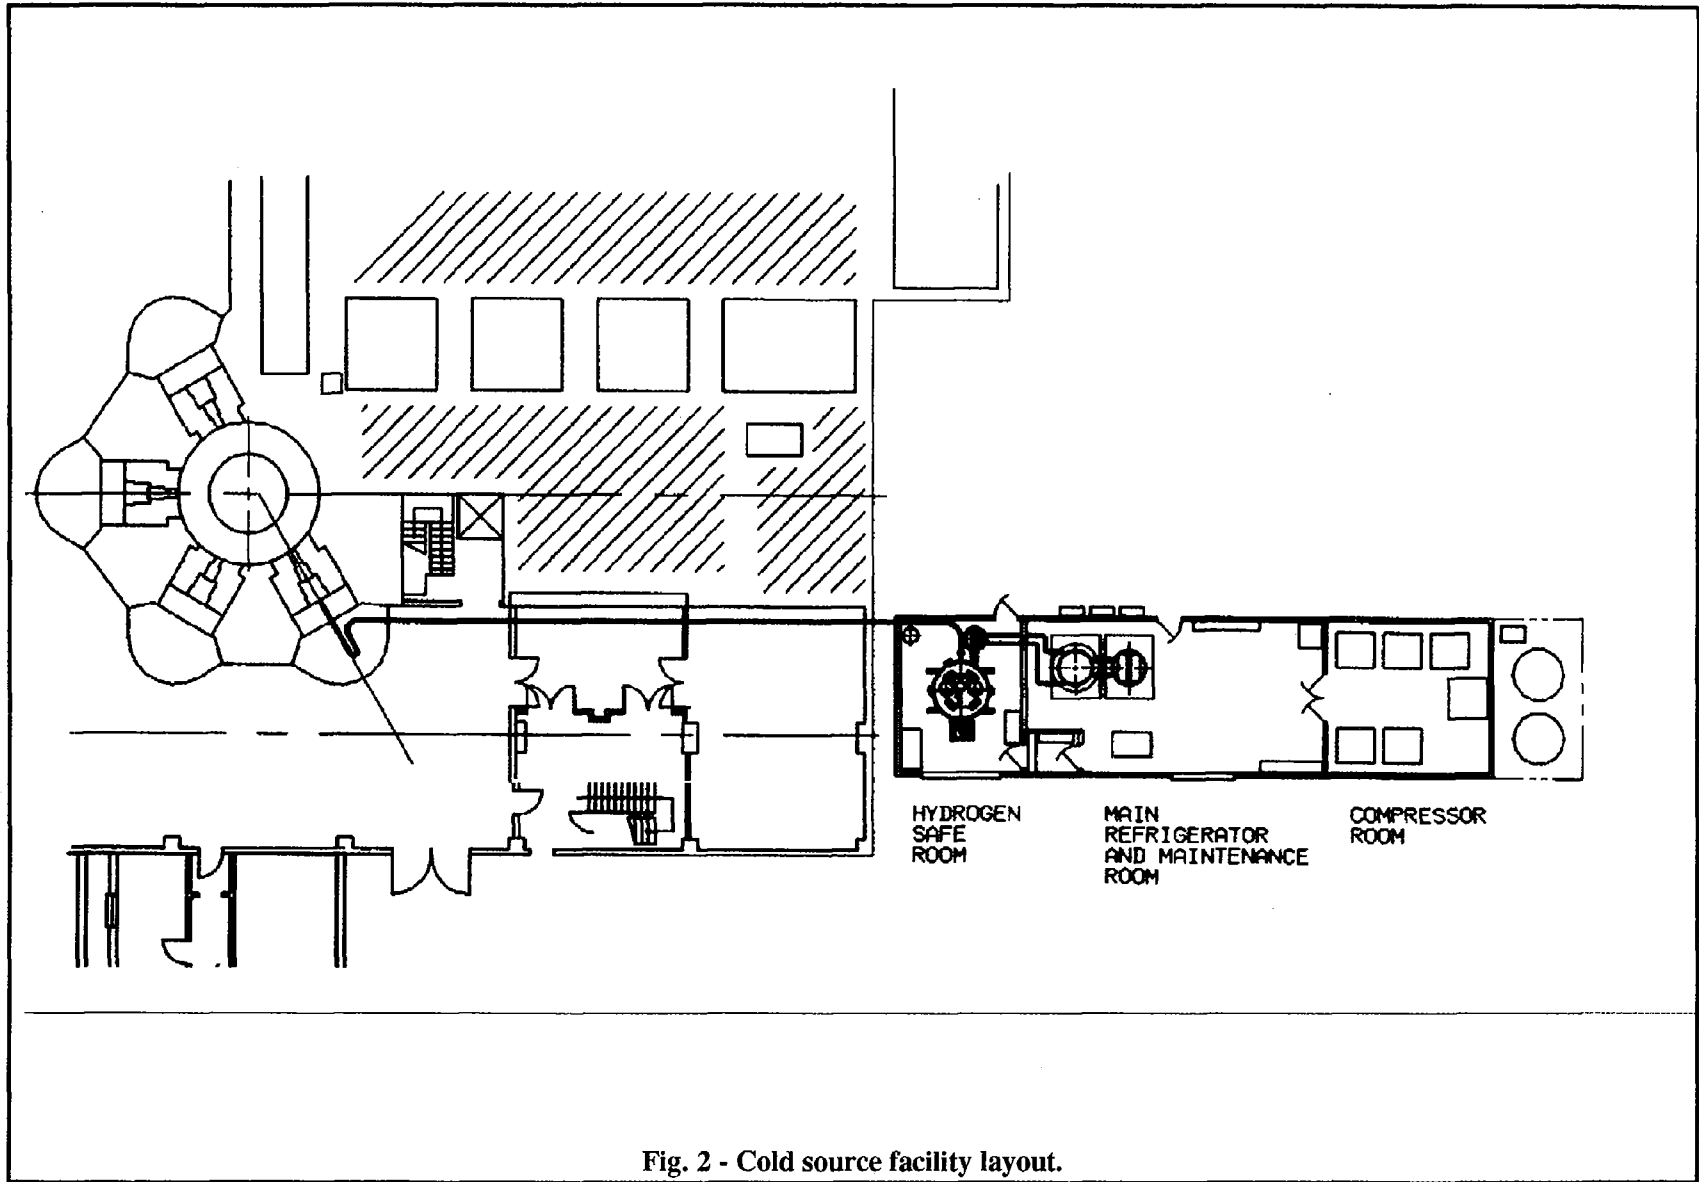 HYDROGEN
SAFE
ROOM
MAIN
REFRIGERATOR
AND MAINTENANCE
ROOM
COMPRESSOR
ROOM
Fig. 2 - Cold source facility layout.